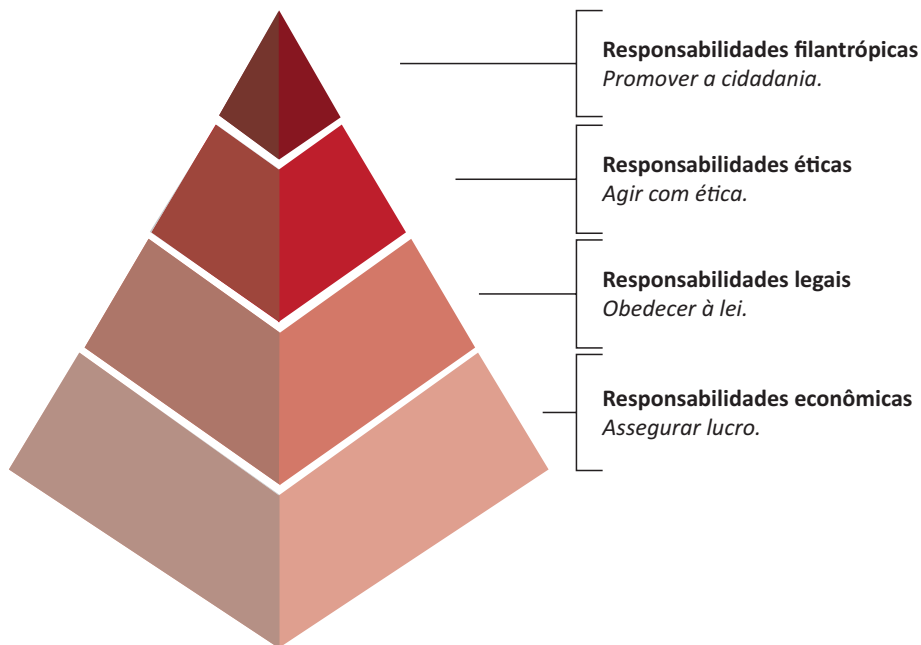 Responsabilidades filantrópicas
Promover a cidadania.
Responsabilidades éticas
Agir com ética.
Responsabilidades legais
Obedecer à lei.
Responsabilidades econômicas
Assegurar lucro.